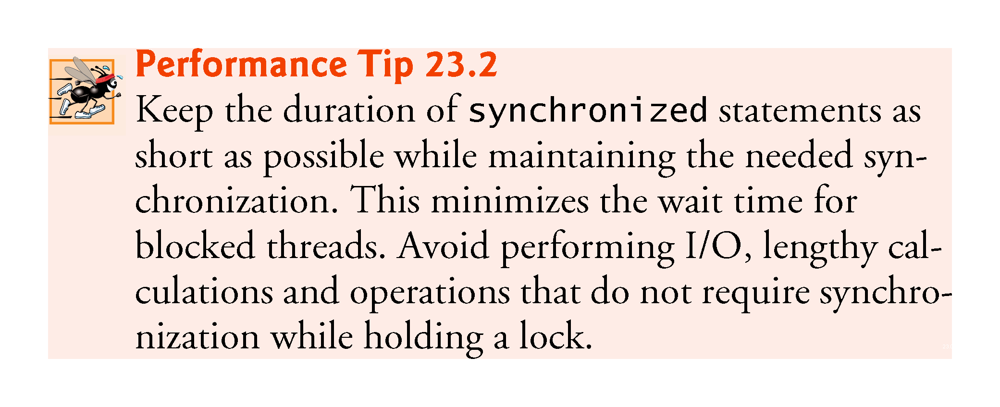 Performance Tip 23.2
Keep the duration of synchronized statements as
short as possible while maintaining the needed syn-
chronization. This minimizes the wait time for
blocked threads. Avoid performing I/O, lengthy cal-
culations and operations that do not require synchro-
nization while holding a lock.